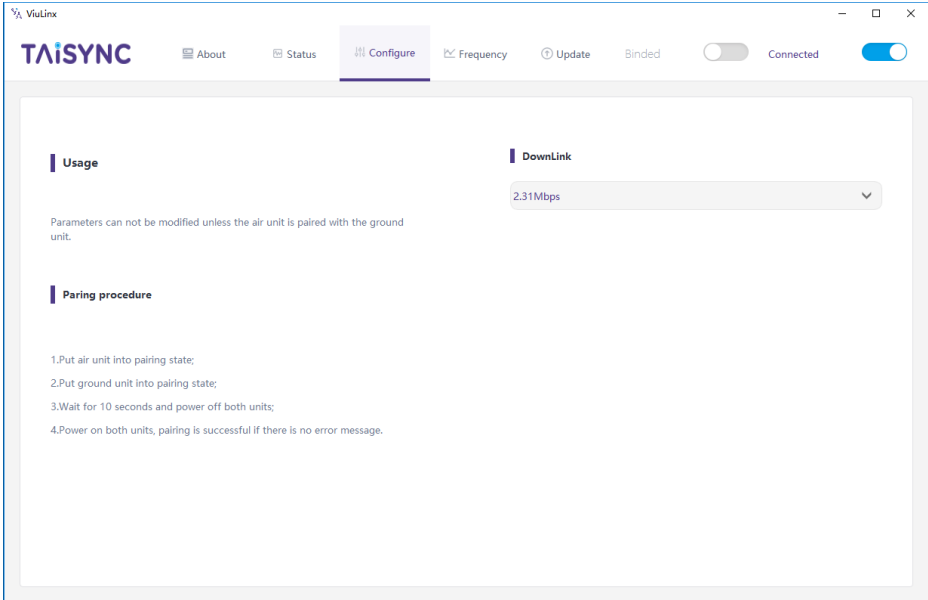 ViuLinx
TAiSYNC
About
Status
Configure
Frequency
Update
Binded
Connected
Usage
Parameters can not be modified unless the air unit is paired with the ground
unit.
Paring procedure
1.Put air unit into pairing state;
2.Put ground unit into pairing state;
3.Wait for 10 seconds and power off both units;
4.Power on both units, pairing is successful if there is no error message.
DownLink
2.31Mbps